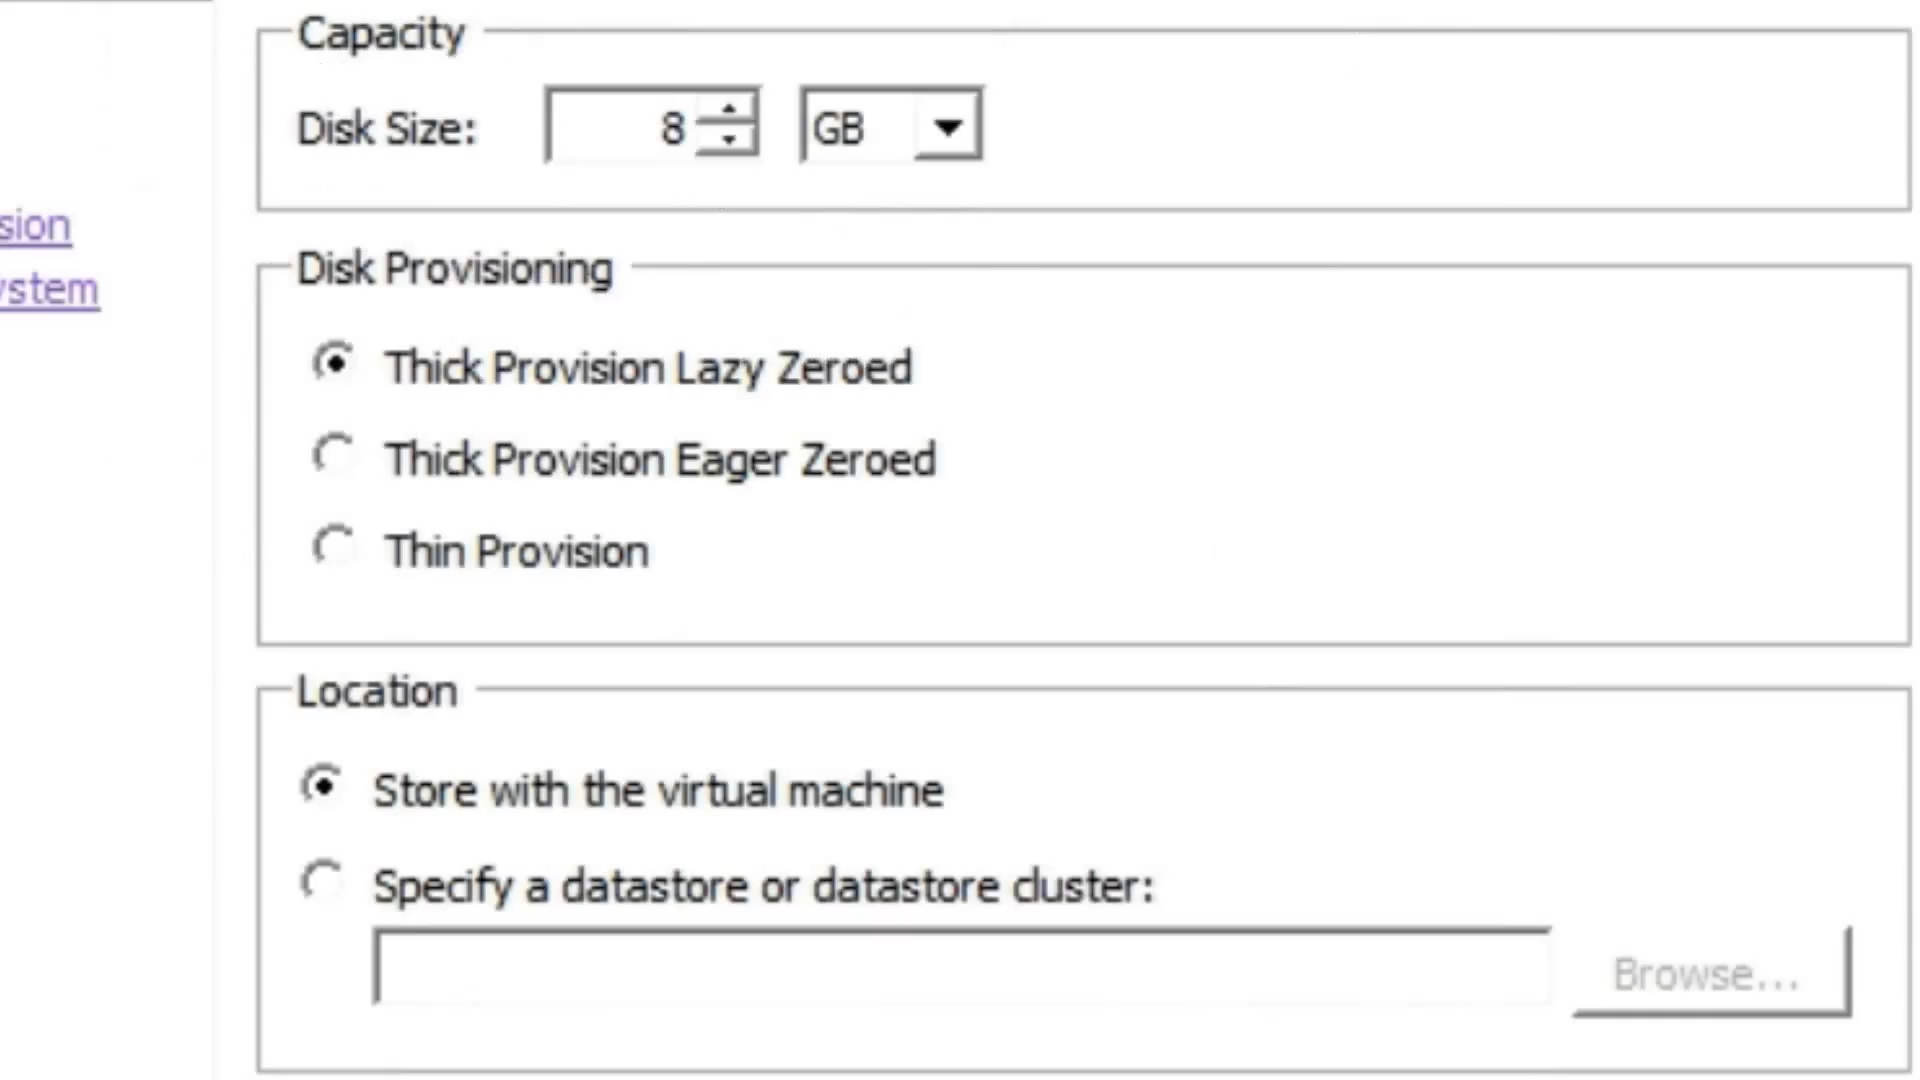 Capacity
Disk Size: 8 GB
sion
ystem
Disk Provisioning
Thick Provision Lazy Zeroed
Thick Provision Eager Zeroed
Thin Provision
Location
Store with the virtual machine
Specify a datastore or datastore cluster:
Browse...